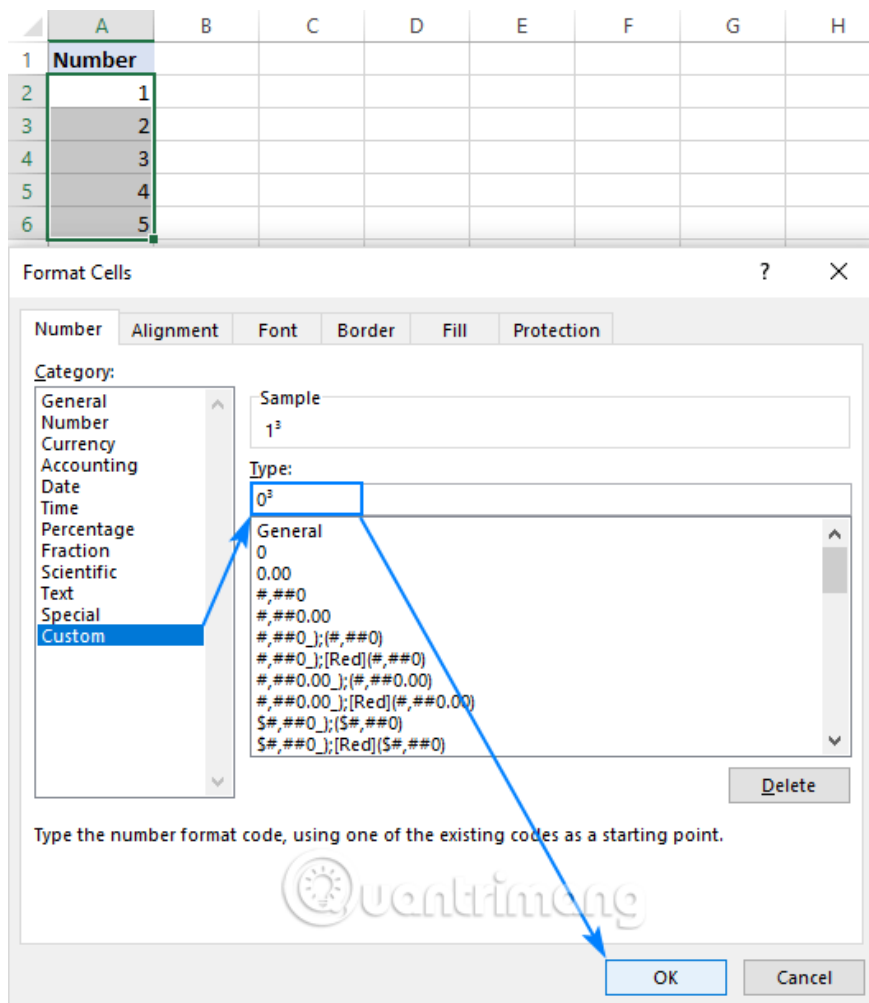 A B C D E F G H
1 Number
2 1
3 2
4 3
5 4
6 5
Format Cells ? X
Number Alignment Font Border Fill Protection
Category:
General
Number
Currency
Accounting
Date
Time
Percentage
Fraction
Scientific
Text
Special
Custom
Sample
1³
Type:
0³
General
0
0.00
#,##0
#,##0.00
#,##0_);(#,##0)
#,##0_);[Red](#,##0)
#,##0.00_);(#,##0.00)
#,##0.00_);[Red](#,##0.00)
$#,##0_);($#,##0)
$#,##0_);[Red]($#,##0)
Delete
Type the number format code, using one of the existing codes as a starting point.
Quantrimang
OK Cancel